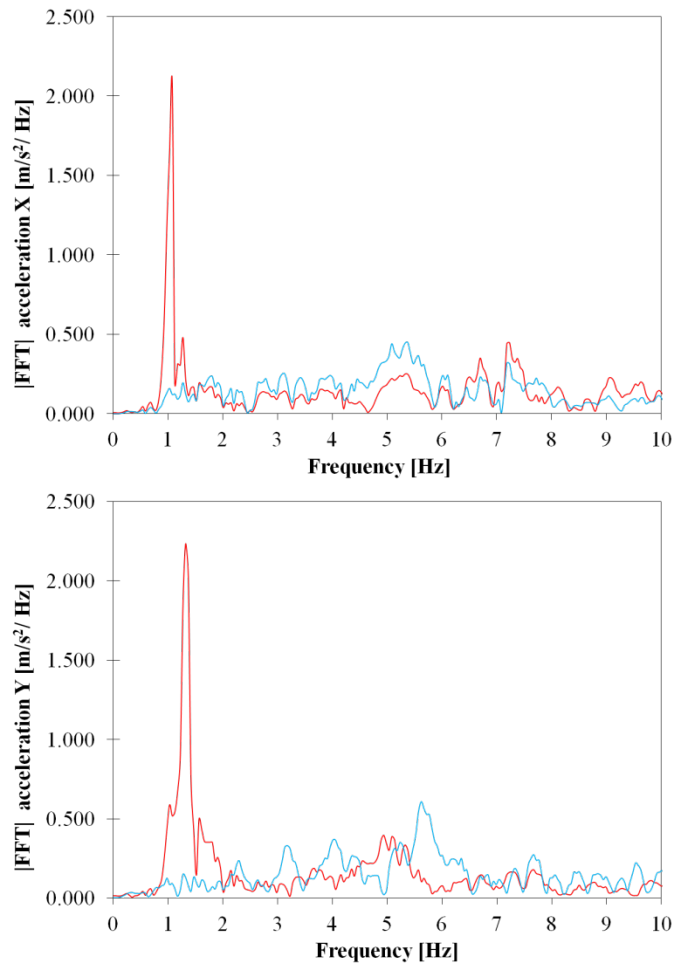 2.500
2.000
1.500
1.000
0.500
0.000
|FFT| acceleration X [m/s²/ Hz]
0 1 2 3 4 5 6 7 8 9 10
Frequency [Hz]
2.500
2.000
1.500
1.000
0.500
0.000
|FFT| acceleration Y [m/s²/ Hz]
0 1 2 3 4 5 6 7 8 9 10
Frequency [Hz]